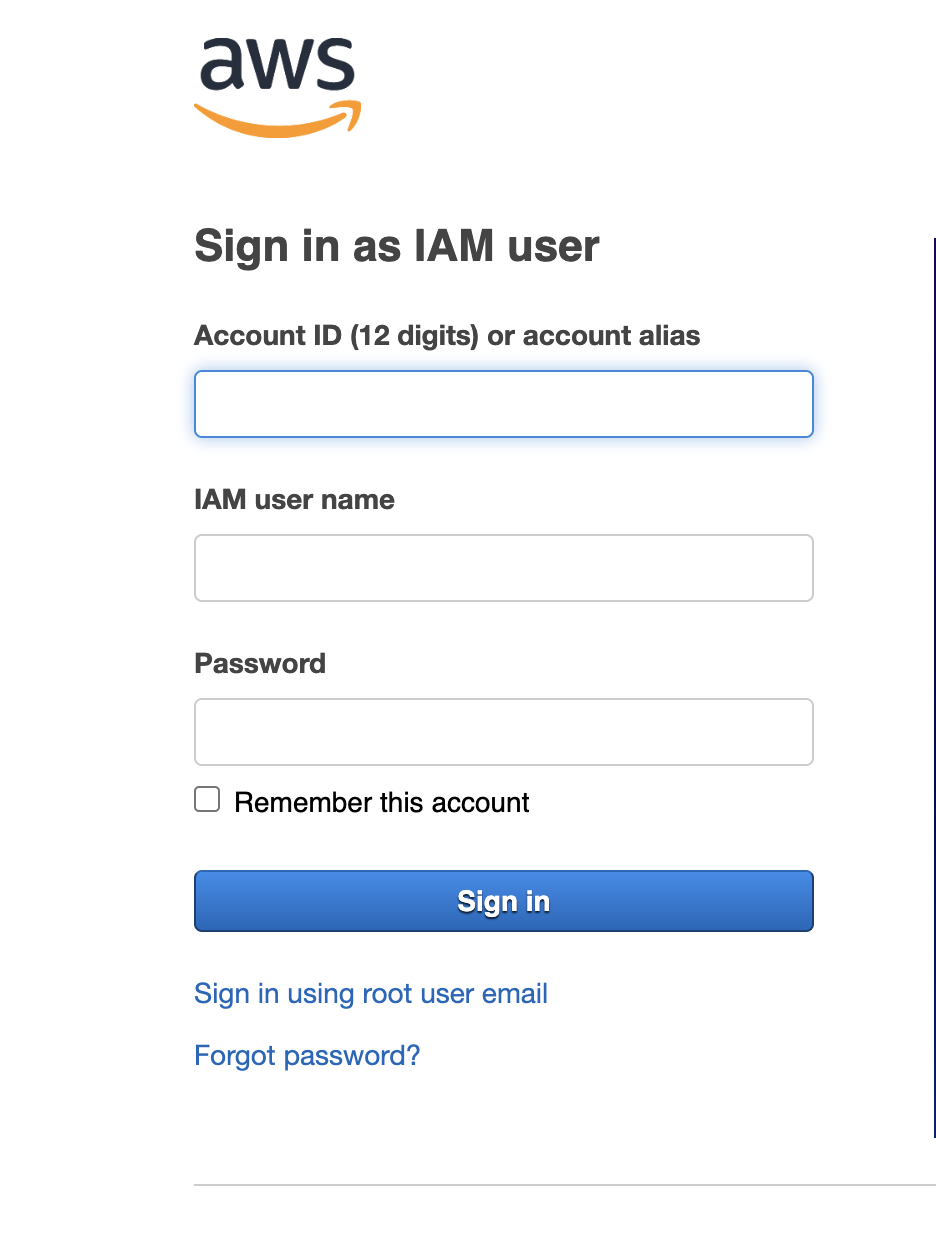 aws
Sign in as IAM user
Account ID (12 digits) or account alias
IAM user name
Password
Remember this account
Sign in
Sign in using root user email
Forgot password?